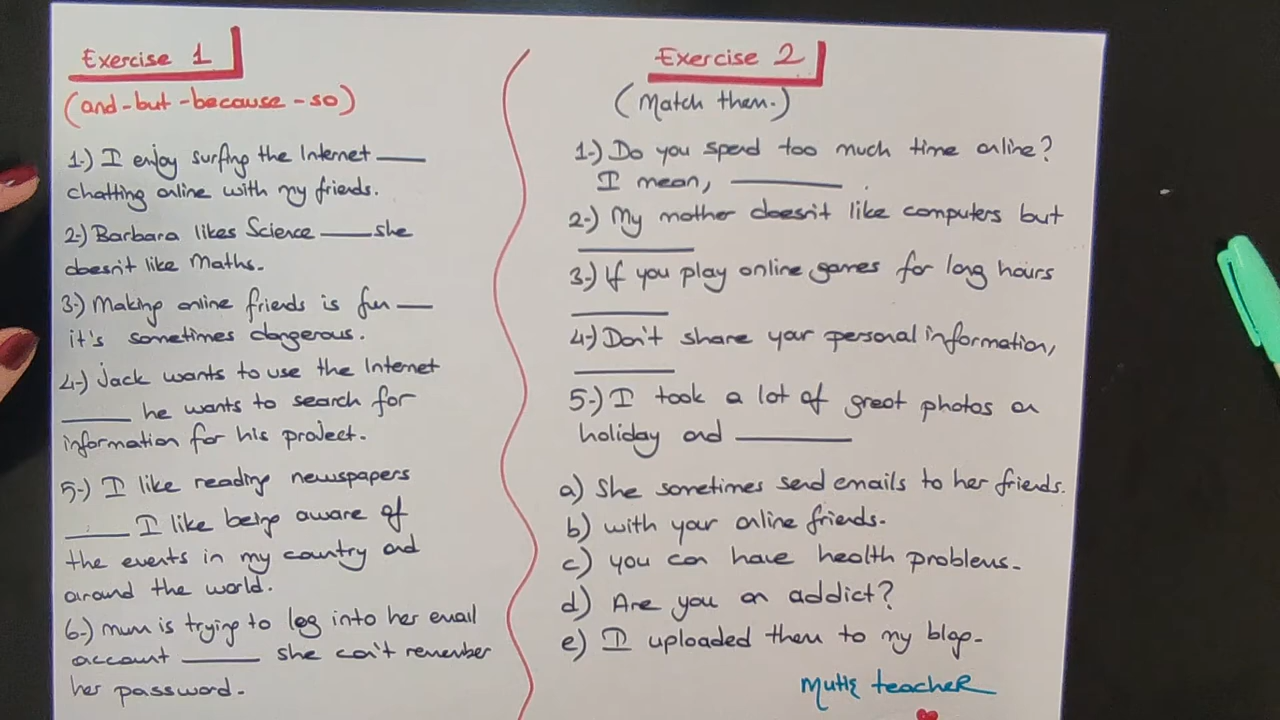 Exercise 1
(and-but-because-so)
1-) I enjoy surfing the Internet ____
chatting online with my friends.
2-) Barbara likes Science ____ she
doesn't like Maths.
3-) Making online friends is fun ____
it's sometimes dangerous.
4-) Jack wants to use the Internet
____ he wants to search for
information for his project.
5-) I like reading newspapers
____ I like being aware of
the events in my country and
around the world.
6-) Mum is trying to log into her email
account ____ she can't remember
her password.
Exercise 2
(Match them.)
1-) Do you spend too much time online?
I mean, ____.
2-) My mother doesn't like computers but
____
3-) If you play online games for long hours
____
4-) Don't share your personal information,
____
5-) I took a lot of great photos on
holiday and ____
a) She sometimes send emails to her friends.
b) with your online friends.
c) you can have health problems.
d) Are you an addict?
e) I uploaded them to my blog.
teacher